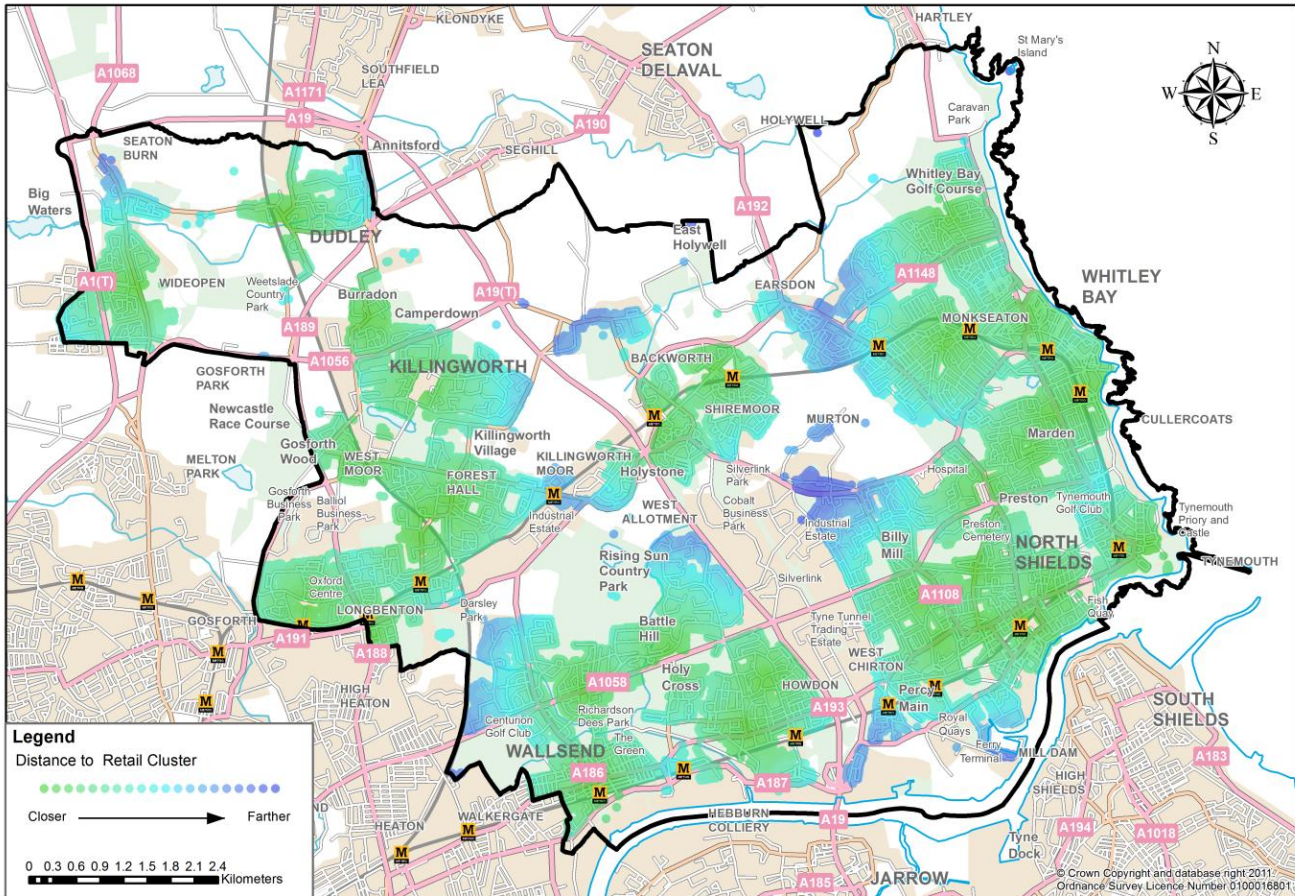 HARTLEY
KLONDYKE
St Mary's
Island
SEATON
DELAVAL
N
W
E
S
A1068
SOUTHFIELD
LEA
A1171
A19
A190
Caravan
Park
HOLYWELL
SEATON
BURN
Annitsford
SEGHILL
Whitley Bay
Golf Course
Big
Waters
A192
DUDLEY
East
Holywell
A1(T)
WIDEOPEN
Weetslade
Country
Park
Burradon
A19(T)
EARSDON
A1148
WHITLEY
BAY
Camperdown
MONKSEATON
A189
A1056
KILLINGWORTH
BACKWORTH
M
METRO
GOSFORTH
PARK
Newcastle
Race Course
SHIREMOOR
MURTON
CULLERCOATS
Marden
Gosforth
Wood
WEST
MOOR
Killingworth
Village
KILLINGWORTH
MOOR
Holystone
MELTON
PARK
FOREST
HALL
Silverlink
Park
Hospital
Preston
Tynemouth
Golf Club
Gosforth
Business
Park
Balliol
Business
Park
Industrial
Estate
WEST
ALLOTMENT
Cobalt
Business
Park
Industrial
Estate
Billy
Mill
Preston
Cemetery
Tynemouth
Priory and
Castle
NORTH
SHIELDS
TYNEMOUTH
Rising Sun
Country
Park
Silverlink
Oxford
Centre
LONGBENTON
Darsley
Park
A1108
Fish
Quay
GOSFORTH
A191
A188
Battle
Hill
Tyne Tunnel
Trading
Estate
WEST
CHIRTON
HIGH
HEATON
A1058
Holy
Cross
HOWDON
Percy
Main
A193
SOUTH
SHIELDS
Centurion
Golf Club
Richardson
Dees Park
The
Green
Royal
Quays
WALLSEND
Ferry
Terminal
MILL DAM
A183
A186
A187
HIGH
SHIELDS
HEATON
WALKERGATE
HEBBURN
COLLIERY
A19
A194
A1018
Tyne
Dock
A185
JARROW
Legend
Distance to Retail Cluster
Closer
Farther
0 0.3 0.6 0.9 1.2 1.5 1.8 2.1 2.4
Kilometers
© Crown Copyright and database right 2011.
Ordnance Survey Licence Number 0100016801